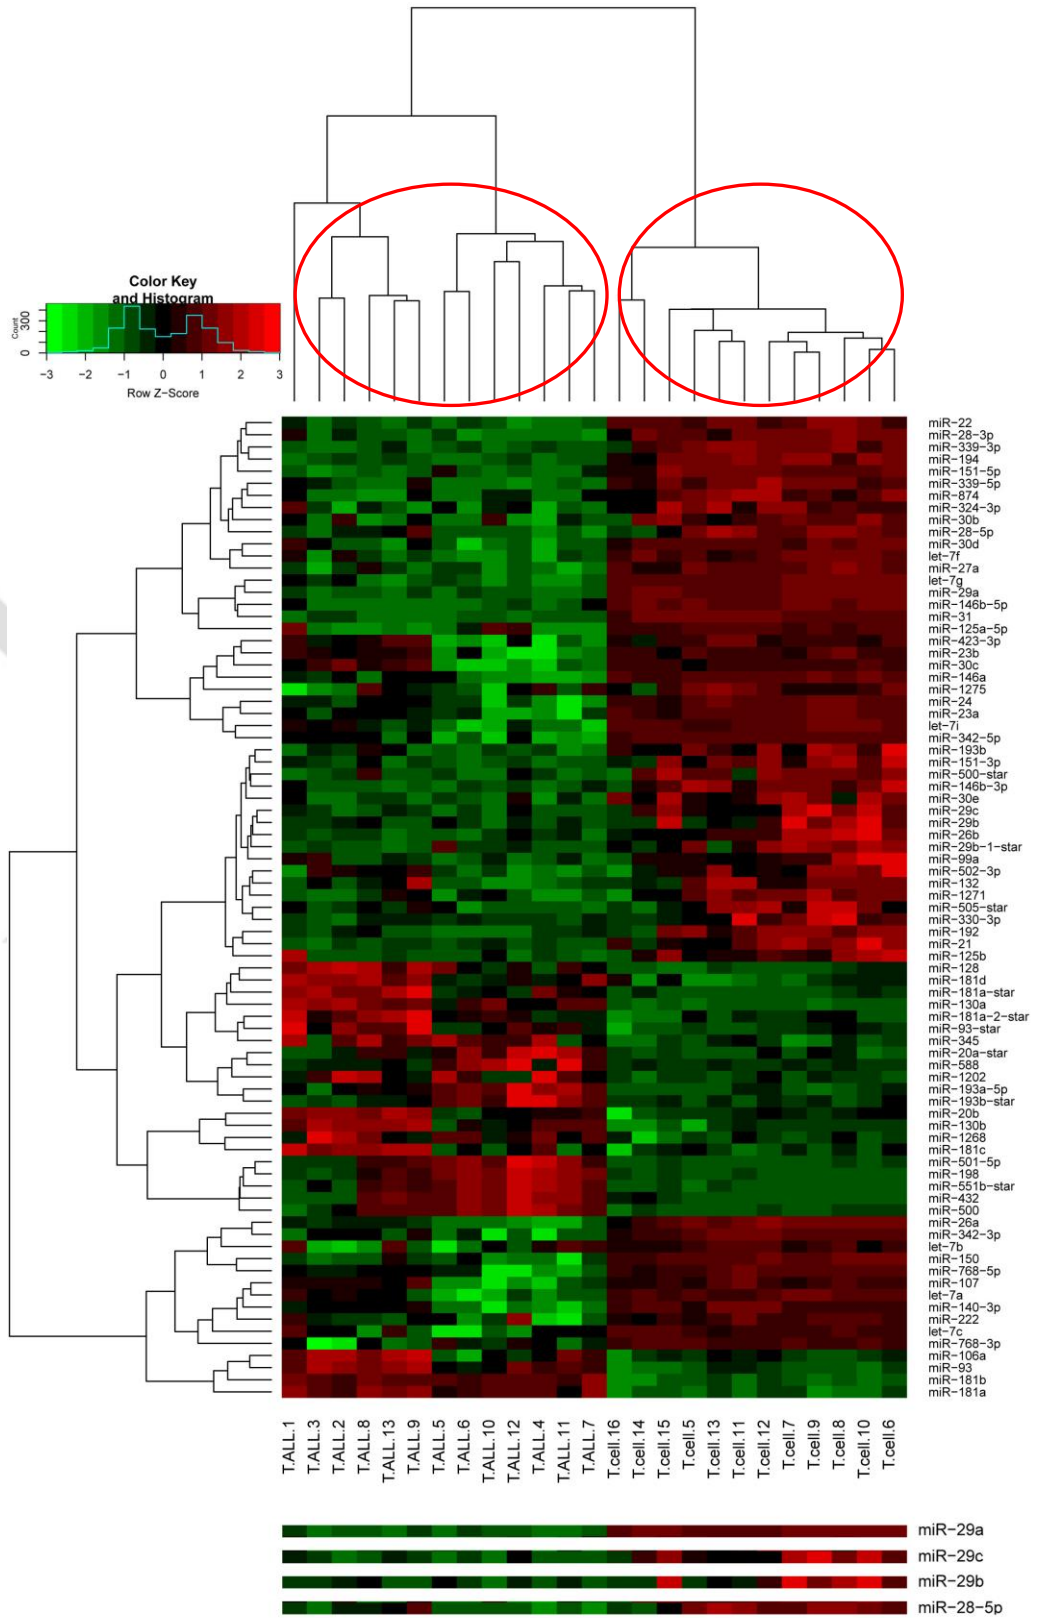 Color Key
and Histogram
Count
0 300
-3 -2 -1 0 1 2 3
Row Z-Score
miR-22
miR-28-3p
miR-339-3p
miR-194
miR-151-5p
miR-339-5p
miR-874
miR-324-3p
miR-30b
miR-28-5p
miR-30d
let-7f
miR-27a
let-7g
miR-29a
miR-146b-5p
miR-31
miR-125a-5p
miR-423-3p
miR-23b
miR-30c
miR-146a
miR-1275
miR-24
miR-23a
let-7i
miR-342-5p
miR-193b
miR-151-3p
miR-500-star
miR-146b-3p
miR-30e
miR-29c
miR-29b
miR-26b
miR-29b-1-star
miR-99a
miR-502-3p
miR-132
miR-1271
miR-505-star
miR-330-3p
miR-192
miR-21
miR-125b
miR-128
miR-181d
miR-181a-star
miR-130a
miR-181a-2-star
miR-93-star
miR-345
miR-20a-star
miR-588
miR-1202
miR-193a-5p
miR-193b-star
miR-20b
miR-130b
miR-1268
miR-181c
miR-501-5p
miR-198
miR-551b-star
miR-432
miR-500
miR-26a
miR-342-3p
let-7b
miR-150
miR-768-5p
miR-107
let-7a
miR-140-3p
miR-222
let-7c
miR-768-3p
miR-106a
miR-93
miR-181b
miR-181a
T.ALL.1
T.ALL.3
T.ALL.2
T.ALL.8
T.ALL.13
T.ALL.9
T.ALL.5
T.ALL.6
T.ALL.10
T.ALL.12
T.ALL.4
T.ALL.11
T.ALL.7
T.cell.16
T.cell.14
T.cell.15
T.cell.5
T.cell.13
T.cell.11
T.cell.12
T.cell.7
T.cell.9
T.cell.8
T.cell.10
T.cell.6
miR-29a
miR-29c
miR-29b
miR-28-5p